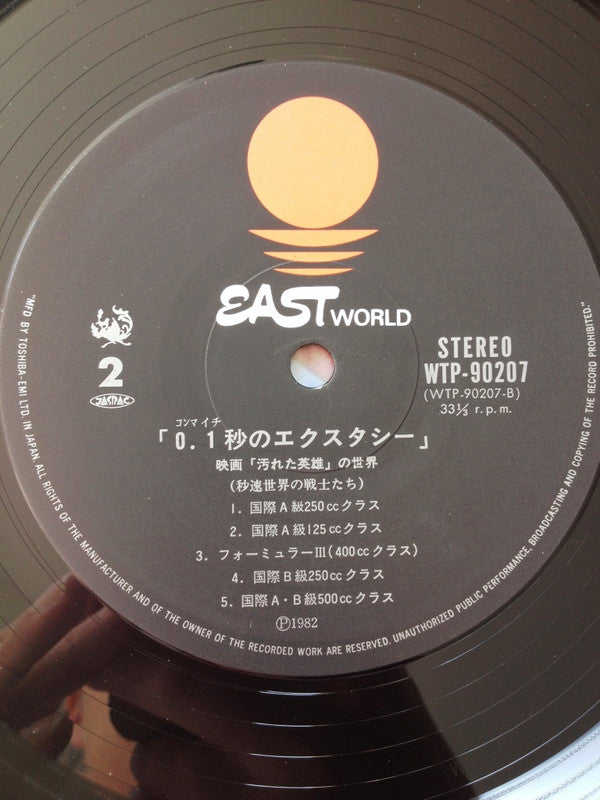 EAST WORLD
2
JASRAC
STEREO
WTP-90207
(WTP-90207-B)
33⅓ r.p.m.
コンマイチ
「0.1秒のエクスタシー」
映画「汚れた英雄」の世界
(秒速世界の戦士たち)
1. 国際A級250ccクラス
2. 国際A級125ccクラス
3. フォーミュラーIII(400ccクラス)
4. 国際B級250ccクラス
5. 国際A・B級500ccクラス
Ⓟ1982
"MFD BY TOSHIBA-EMI LTD. IN JAPAN. ALL RIGHTS OF THE MANUFACTURER AND OF THE OWNER OF THE RECORDED WORK ARE RESERVED. UNAUTHORIZED PUBLIC PERFORMANCE, BROADCASTING AND COPYING OF THE RECORD PROHIBITED."